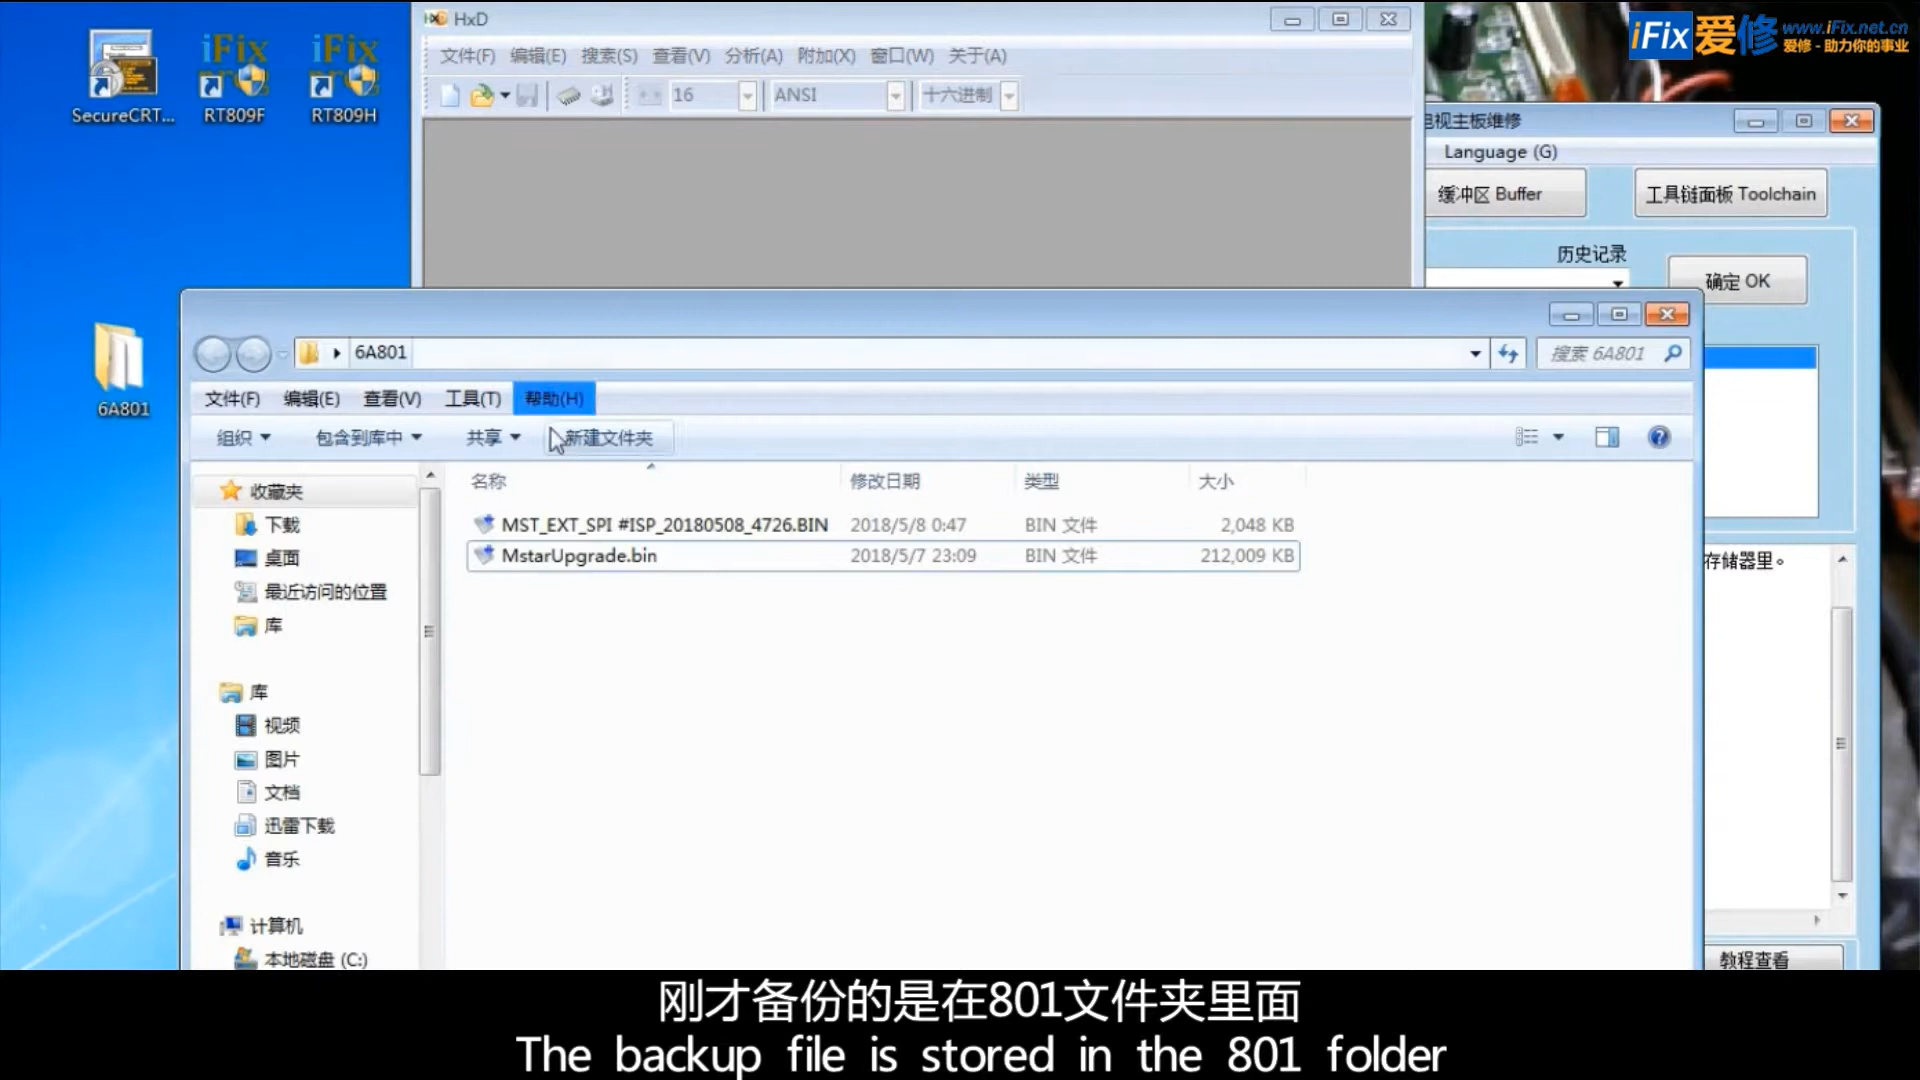 SecureCRT...
iFix
RT809F
iFix
RT809H
6A801
HxD
文件(F) 编辑(E) 搜索(S) 查看(V) 分析(A) 附加(X) 窗口(W) 关于(A)
16 ANSI 十六进制
iFix爱修 www.iFix.net.cn
爱修 - 助力你的事业
电视主板维修
Language (G)
缓冲区 Buffer 工具链面板 Toolchain
历史记录
确定 OK
存储器里。
教程查看
6A801
搜索 6A801
文件(F) 编辑(E) 查看(V) 工具(T) 帮助(H)
组织 包含到库中 共享 新建文件夹
收藏夹
下载
桌面
最近访问的位置
库
库
视频
图片
文档
迅雷下载
音乐
计算机
本地磁盘 (C:)
名称 修改日期 类型 大小
MST_EXT_SPI #ISP_20180508_4726.BIN 2018/5/8 0:47 BIN 文件 2,048 KB
MstarUpgrade.bin 2018/5/7 23:09 BIN 文件 212,009 KB
刚才备份的是在801文件夹里面
The backup file is stored in the 801 folder